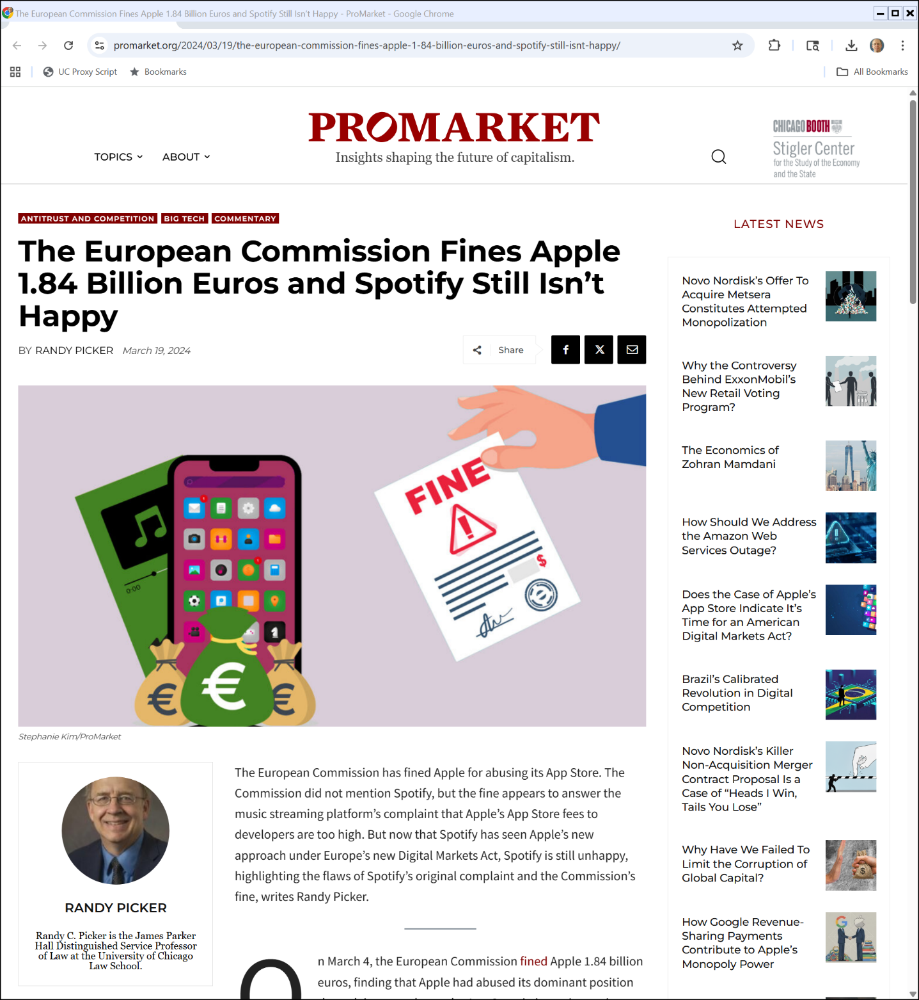 The European Commission Fines Apple 1.84 Billion Euros and Spotify Still Isn't Happy - ProMarket - Google Chrome
promarket.org/2024/03/19/the-european-commission-fines-apple-1-84-billion-euros-and-spotify-still-isnt-happy/
UC Proxy Script
Bookmarks
All Bookmarks
TOPICS
ABOUT
PROMARKET
Insights shaping the future of capitalism.
CHICAGO BOOTH
Stigler Center
for the Study of the Economy
and the State
ANTITRUST AND COMPETITION
BIG TECH
COMMENTARY
The European Commission Fines Apple
1.84 Billion Euros and Spotify Still Isn't
Happy
BY RANDY PICKER March 19, 2024
Share
FINE
$
0:00
1
1
€
€
€
Stephanie Kim/ProMarket
RANDY PICKER
Randy C. Picker is the James Parker
Hall Distinguished Service Professor
of Law at the University of Chicago
Law School.
The European Commission has fined Apple for abusing its App Store. The
Commission did not mention Spotify, but the fine appears to answer the
music streaming platform's complaint that Apple's App Store fees to
developers are too high. But now that Spotify has seen Apple's new
approach under Europe's new Digital Markets Act, Spotify is still unhappy,
highlighting the flaws of Spotify's original complaint and the Commission's
fine, writes Randy Picker.
On March 4, the European Commission fined Apple 1.84 billion
euros, finding that Apple had abused its dominant position
LATEST NEWS
Novo Nordisk's Offer To
Acquire Metsera
Constitutes Attempted
Monopolization
Why the Controversy
Behind ExxonMobil's
New Retail Voting
Program?
The Economics of
Zohran Mamdani
How Should We Address
the Amazon Web
Services Outage?
Does the Case of Apple's
App Store Indicate It's
Time for an American
Digital Markets Act?
Brazil's Calibrated
Revolution in Digital
Competition
Novo Nordisk's Killer
Non-Acquisition Merger
Contract Proposal Is a
Case of “Heads I Win,
Tails You Lose”
Why Have We Failed To
Limit the Corruption of
Global Capital?
$
How Google Revenue-
Sharing Payments
Contribute to Apple's
Monopoly Power